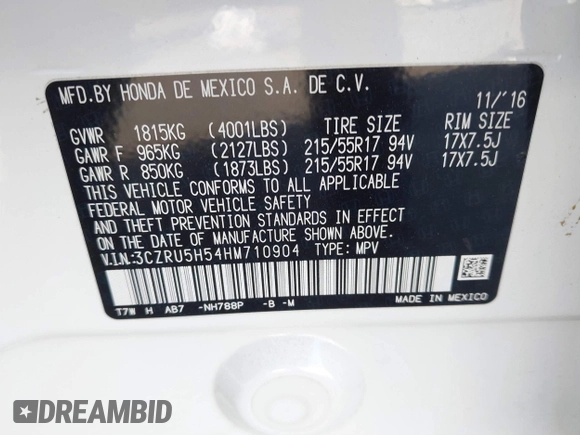 MFD.BY HONDA DE MEXICO S.A. DE C.V.
11/'16
GVWR 1815KG (4001LBS) TIRE SIZE RIM SIZE
GAWR F 965KG (2127LBS) 215/55R17 94V 17X7.5J
GAWR R 850KG (1873LBS) 215/55R17 94V 17X7.5J
THIS VEHICLE CONFORMS TO ALL APPLICABLE
FEDERAL MOTOR VEHICLE SAFETY
AND THEFT PREVENTION STANDARDS IN EFFECT
ON THE DATE OF MANUFACTURE SHOWN ABOVE.
V.I.N.:3CZRU5H54HM710904 TYPE: MPV
T7W H AB7 -NH788P -B -M MADE IN MEXICO
DREAMBID